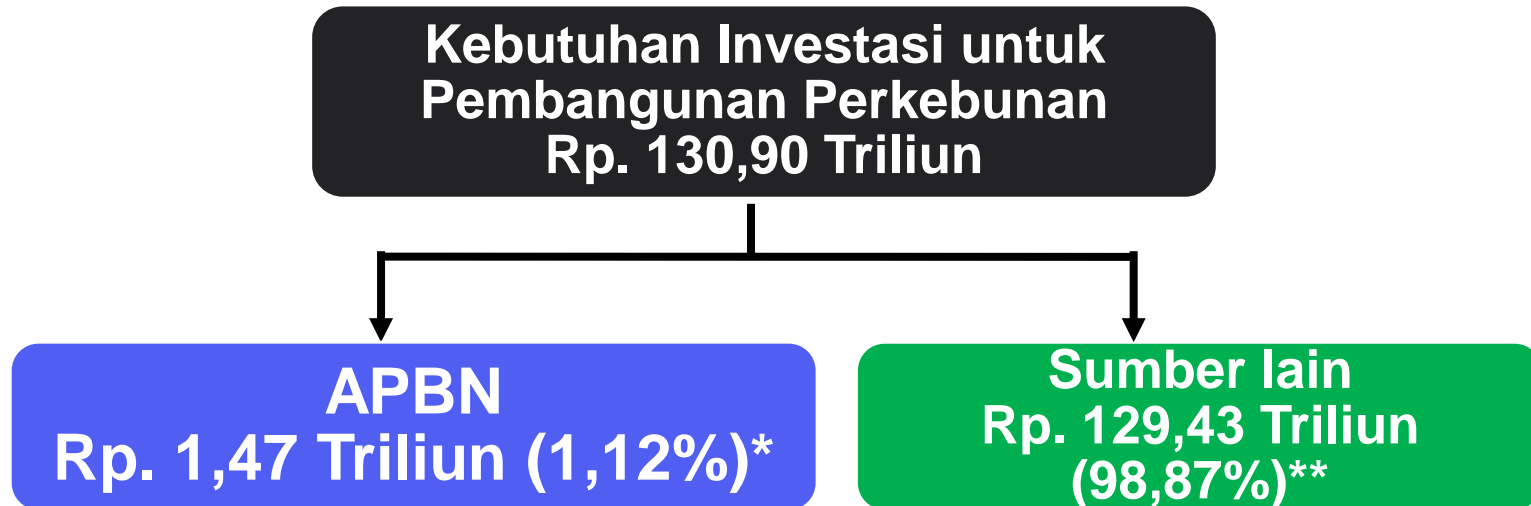 Kebutuhan Investasi untuk
Pembangunan Perkebunan
Rp. 130,90 Triliun
APBN
Rp. 1,47 Triliun (1,12%)*
Sumber lain
Rp. 129,43 Triliun
(98,87%)**